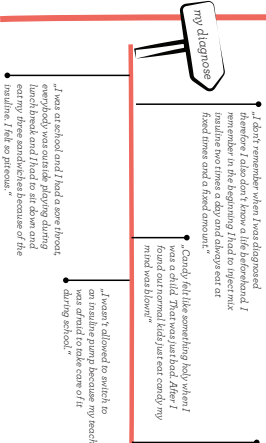 my diagnose
„I don't remember when I was diagnosed
therefore I also don't know a life beforehand. I
remember in the beginning I had to inject mix
insuline two times a day and always eat at
fixed times and a fixed amount.“
„Candy felt like something holy when I
was a child. That was just bad. After I
found out normal kids just eat candy my
mind was blown!“
„I was at school and I had a sore throat,
everybody was outside playing during
lunch break and I had to sit down and
eat my three sandwiches because of the
insuline. I felt so piteous.“
„I wasn't allowed to switch to
an insuline pump because my teach
was afraid to take care of it
during school.“